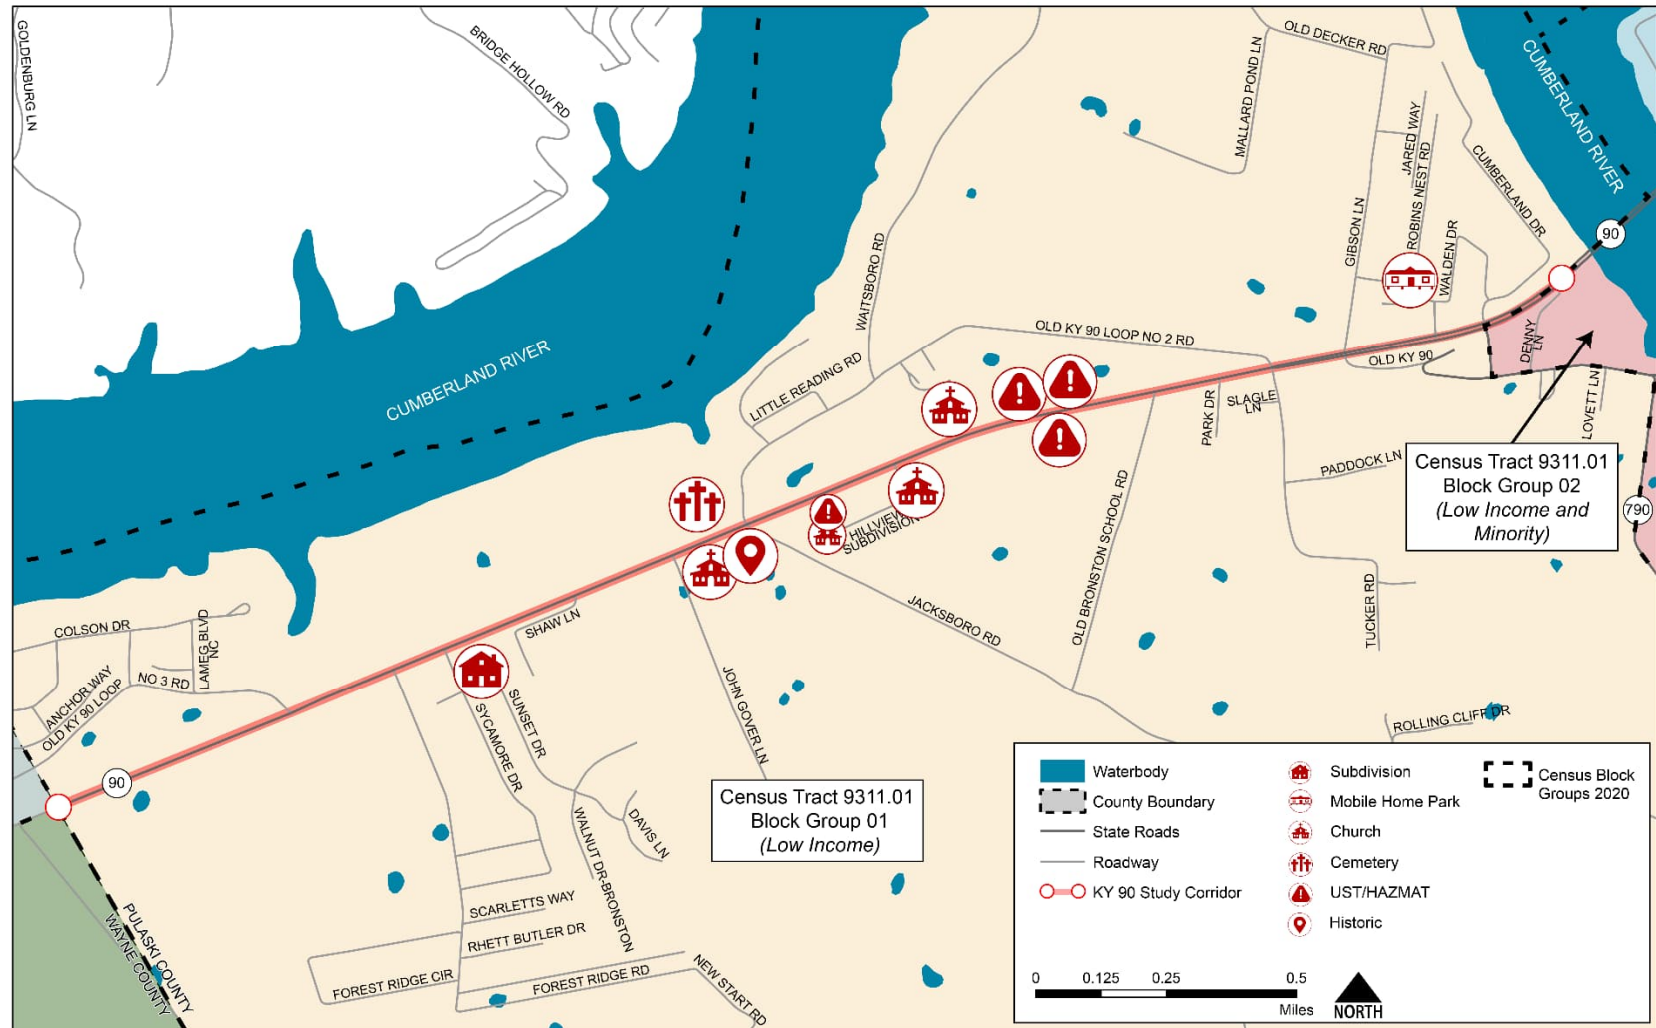 GOLDENBURG LN
BRIDGE HOLLOW RD
OLD DECKER RD
MALLARD POND LN
CUMBERLAND RIVER
JARED WAY
ROBINS NEST RD
CUMBERLAND DR
GIBSON LN
WALDEN DR
90
WAITSBORO RD
OLD KY 90 LOOP NO 2 RD
CUMBERLAND RIVER
LITTLE READING RD
OLD KY 90
DENNY
LN
LOVETT LN
PARK DR
SLAGLE
LN
PADDOCK LN
Census Tract 9311.01
Block Group 02
(Low Income and
Minority)
790
HILLVIEW
SUBDIVISION
OLD BRONSTON SCHOOL RD
JACKSBORO RD
TUCKER RD
COLSON DR
LAMEG BLVD
NC
SHAW LN
ANCHOR WAY
OLD KY 90 LOOP
NO 3 RD
JOHN GOVER LN
SUNSET DR
SYCAMORE DR
ROLLING CLIFF DR
90
Census Tract 9311.01
Block Group 01
(Low Income)
WALNUT DR-BRONSTON
DAVIS LN
SCARLETTS WAY
RHETT BUTLER DR
FOREST RIDGE CIR
FOREST RIDGE RD
NEW START RD
PULASKI COUNTY
WAYNE COUNTY
Waterbody
County Boundary
State Roads
Roadway
KY 90 Study Corridor
Subdivision
Mobile Home Park
Church
Cemetery
UST/HAZMAT
Historic
Census Block
Groups 2020
0 0.125 0.25 0.5
Miles
NORTH